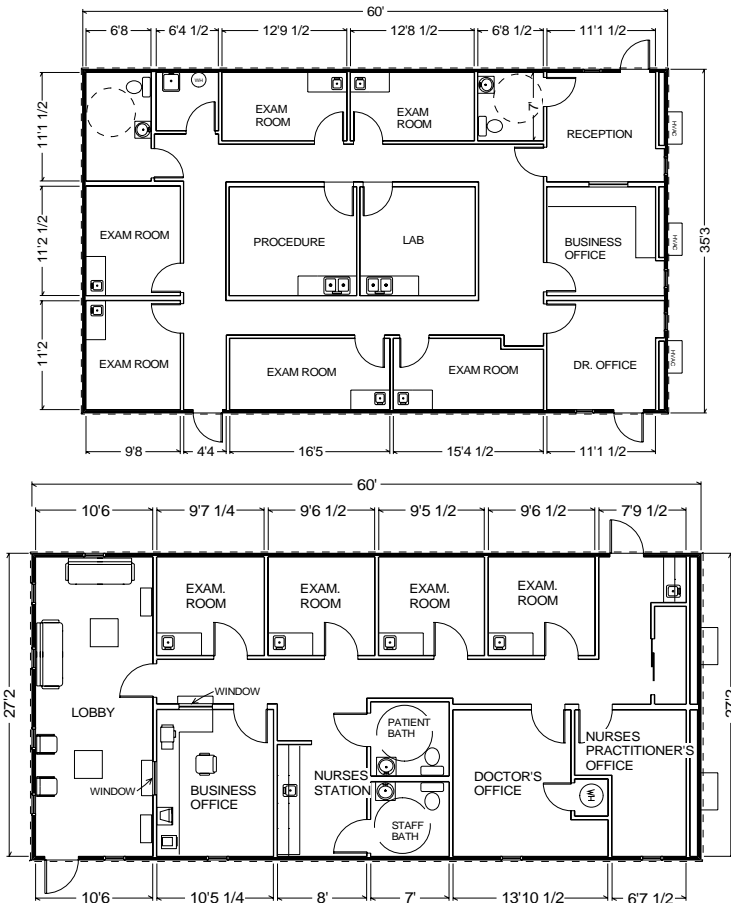 60'
6'8
6'4 1/2
12'9 1/2
12'8 1/2
6'8 1/2
11'1 1/2
WH
EXAM
ROOM
EXAM
ROOM
RECEPTION
HVAC
11'1 1/2
11'2 1/2
11'2
35'3
EXAM ROOM
PROCEDURE
LAB
BUSINESS
OFFICE
HVAC
EXAM ROOM
EXAM ROOM
EXAM ROOM
DR. OFFICE
HVAC
9'8
4'4
16'5
15'4 1/2
11'1 1/2
60'
10'6
9'7 1/4
9'6 1/2
9'5 1/2
9'6 1/2
7'9 1/2
EXAM.
ROOM
EXAM.
ROOM
EXAM.
ROOM
EXAM.
ROOM
27'2
27'2
LOBBY
WINDOW
WINDOW
BUSINESS
OFFICE
NURSES
STATION
PATIENT
BATH
STAFF
BATH
DOCTOR'S
OFFICE
NURSES
PRACTITIONER'S
OFFICE
WH
10'6
10'5 1/4
8'
7'
13'10 1/2
6'7 1/2